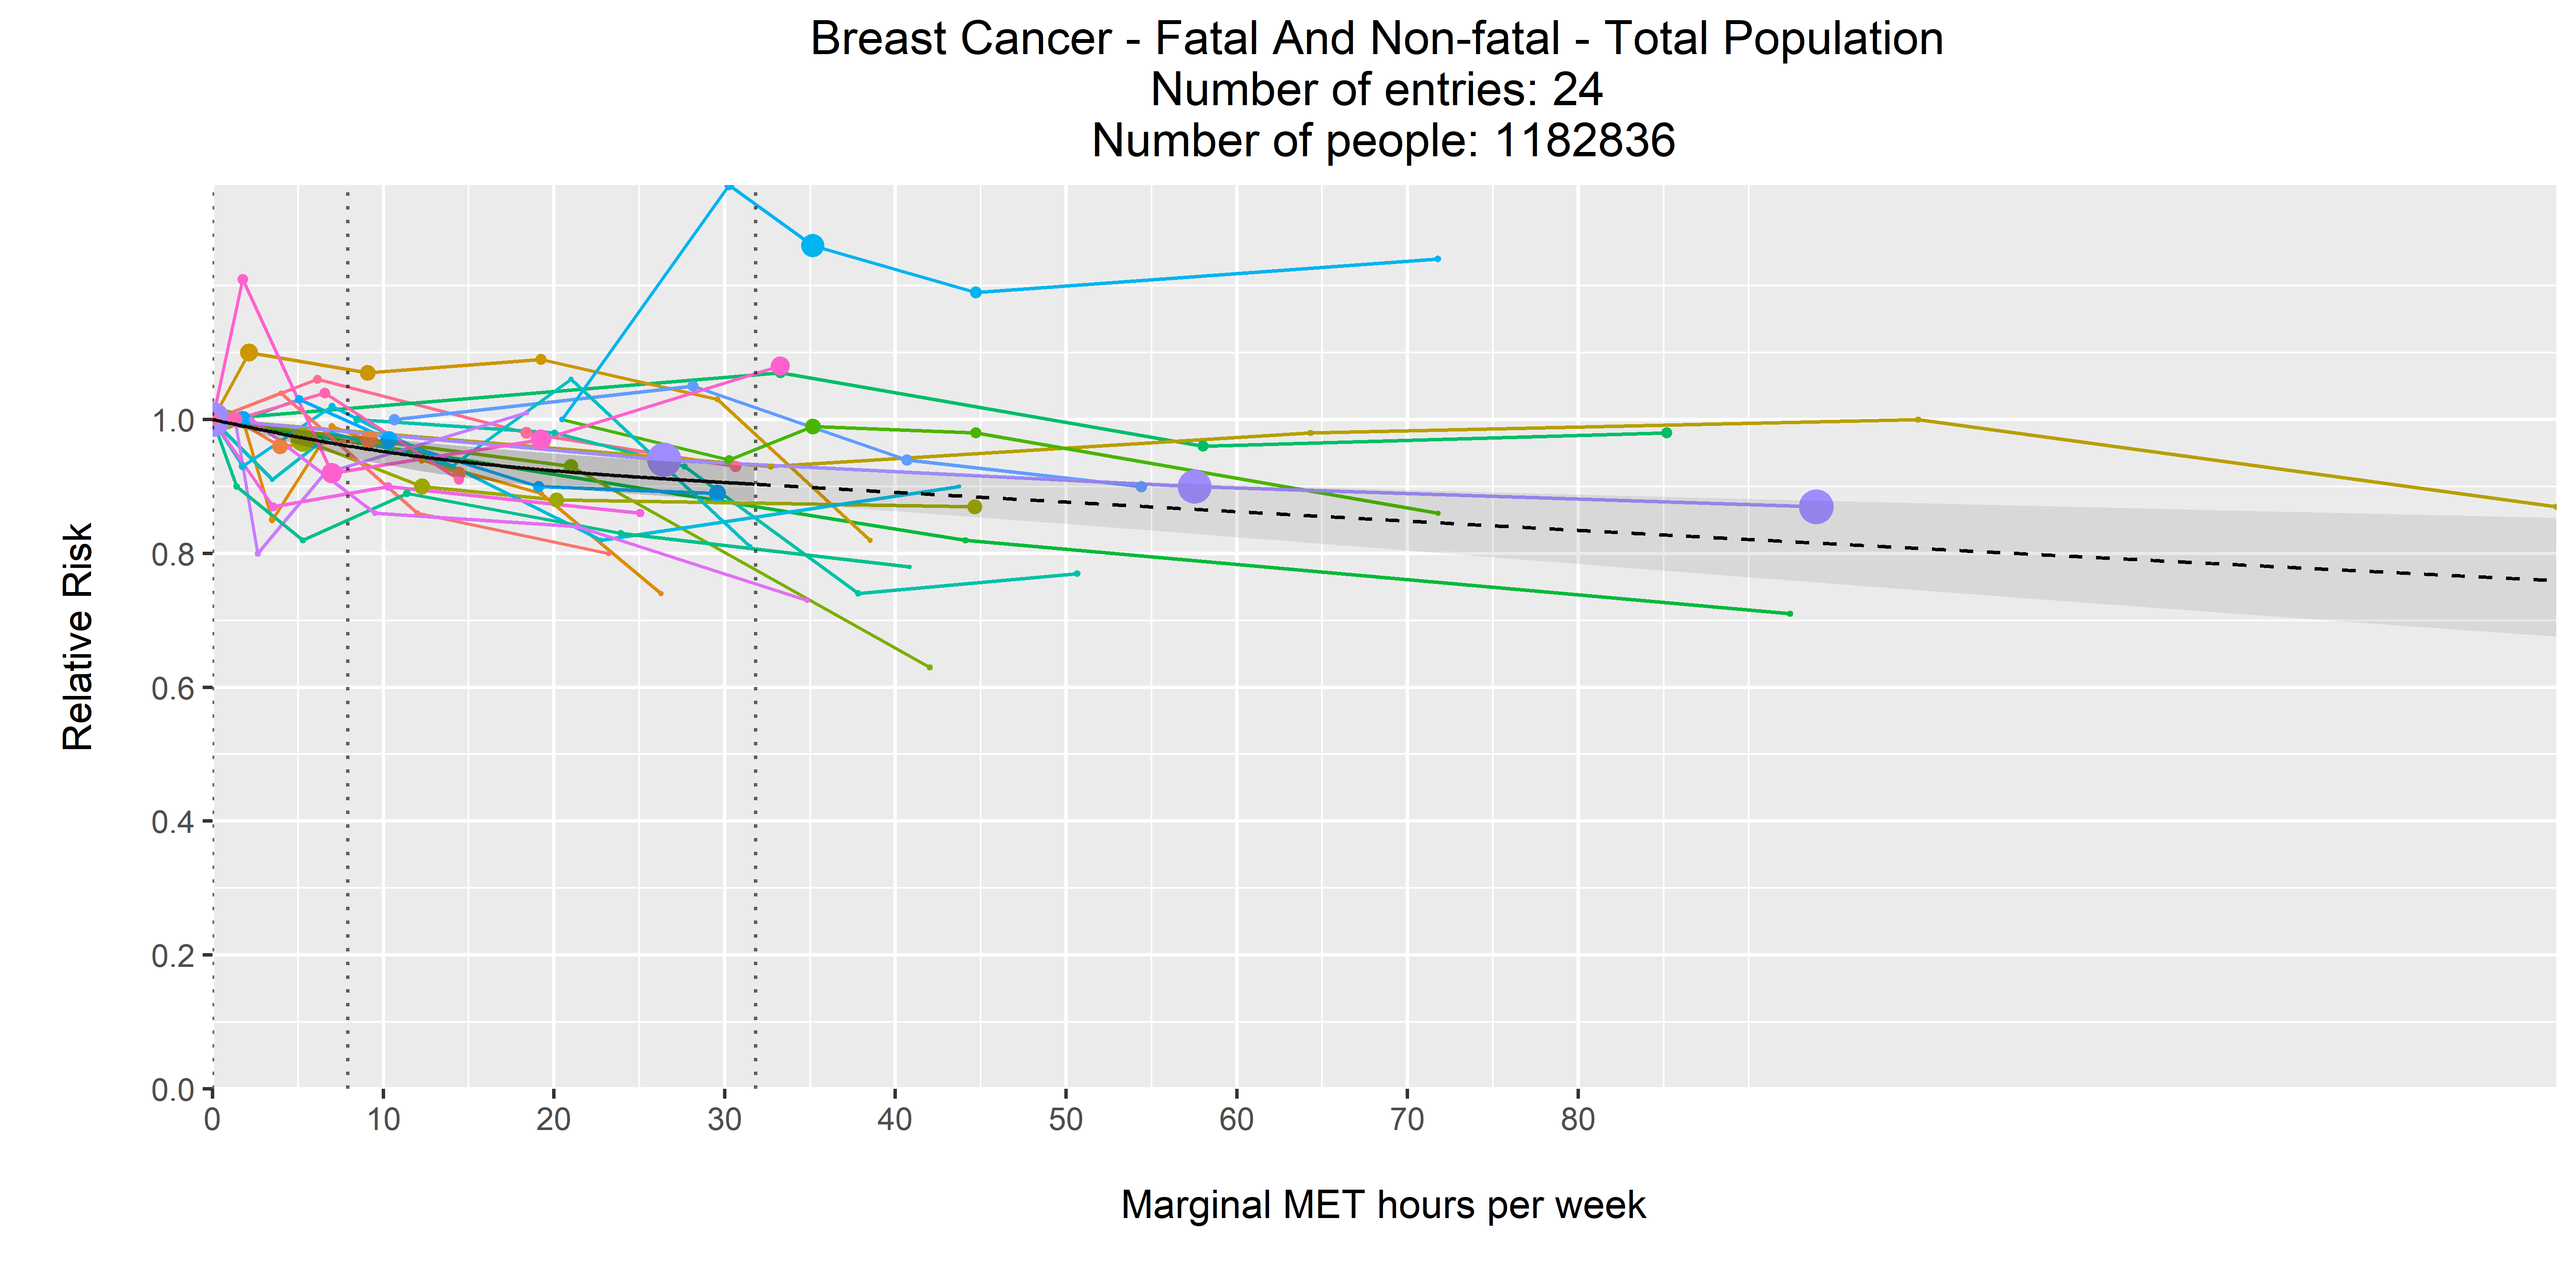 Breast Cancer - Fatal And Non-fatal - Total Population
Number of entries: 24
Number of people: 1182836
Relative Risk
1.0
0.8
0.6
0.4
0.2
0.0
0 10 20 30 40 50 60 70 80
Marginal MET hours per week